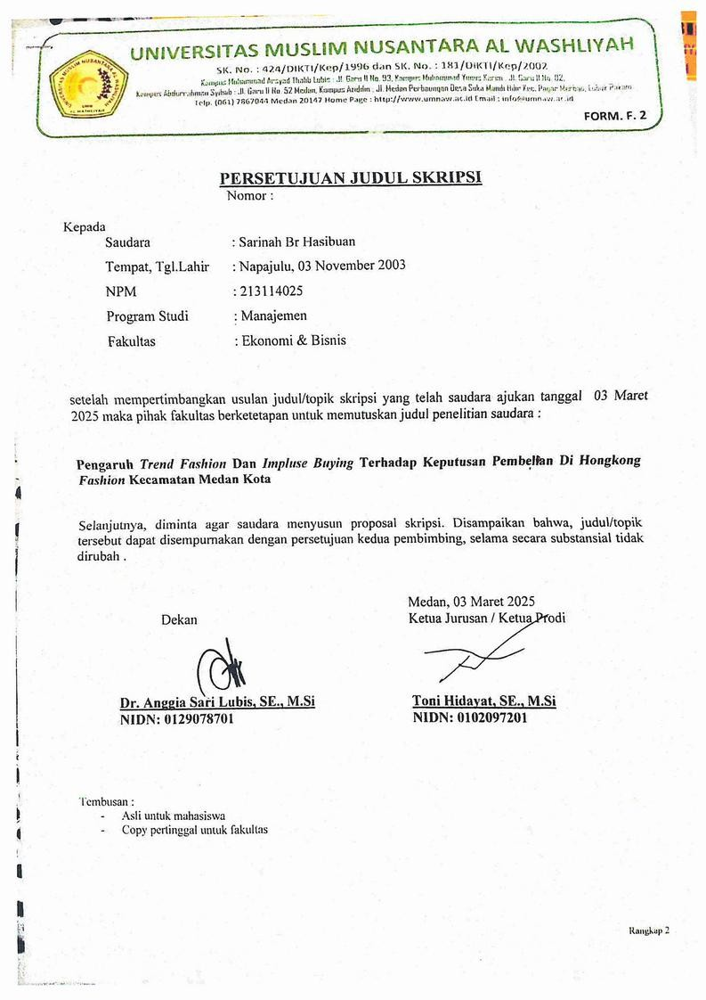 UNIVERSITAS MUSLIM NUSANTARA AL WASHLIYAH
SK. No. : 424/DIKTI/Kep/1996 dan SK. No. : 181/DIKTI/Kep/2002
Kampus Muhammad Arsyad Thalib Lubis : Jl. Garu II No. 93, Kampus Muhammad Yunus Karim : Jl. Garu II No. 02,
Kampus Abdurrahman Syihab : Jl. Garu II No. 52 Medan, Kampus Ariddin : Jl. Medan Perbaungan Desa Suka Mandi Hilir Kec. Pagar Merbau, Lubuk Pakam
Telp. (061) 7867044 Medan 20147 Home Page : http://www.umnaw.ac.id Email : info@umnaw.ac.id
FORM. F. 2
UNIVERSITAS MUSLIM NUSANTARA
UMN
AL WASHLIYAH
PERSETUJUAN JUDUL SKRIPSI
Nomor :
Kepada
Saudara : Sarinah Br Hasibuan
Tempat, Tgl.Lahir : Napajulu, 03 November 2003
NPM : 213114025
Program Studi : Manajemen
Fakultas : Ekonomi & Bisnis
setelah mempertimbangkan usulan judul/topik skripsi yang telah saudara ajukan tanggal 03 Maret
2025 maka pihak fakultas berketetapan untuk memutuskan judul penelitian saudara :
Pengaruh Trend Fashion Dan Impluse Buying Terhadap Keputusan Pembelian Di Hongkong
Fashion Kecamatan Medan Kota
Selanjutnya, diminta agar saudara menyusun proposal skripsi. Disampaikan bahwa, judul/topik
tersebut dapat disempurnakan dengan persetujuan kedua pembimbing, selama secara substansial tidak
dirubah .
Medan, 03 Maret 2025
Dekan Ketua Jurusan / Ketua Prodi
Dr. Anggia Sari Lubis, SE., M.Si Toni Hidayat, SE., M.Si
NIDN: 0129078701 NIDN: 0102097201
Tembusan :
- Asli untuk mahasiswa
- Copy pertinggal untuk fakultas
Rangkap 2